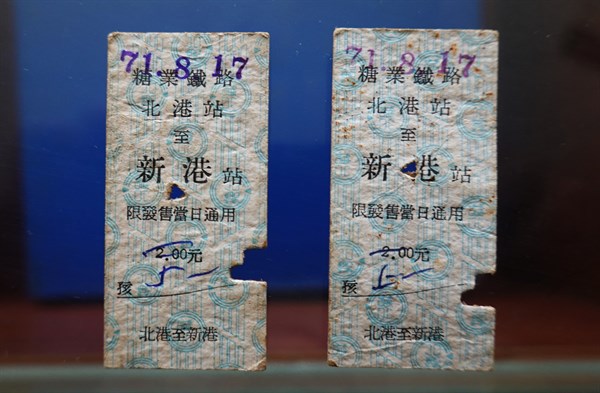 71.8.17
糖業鐵路
北港站
至
新港站
限發售當日通用
2.00元
5—
孩
北港至新港
71.8.17
糖業鐵路
北港站
至
新港站
限發售當日通用
2.00元
5—
孩
北港至新港